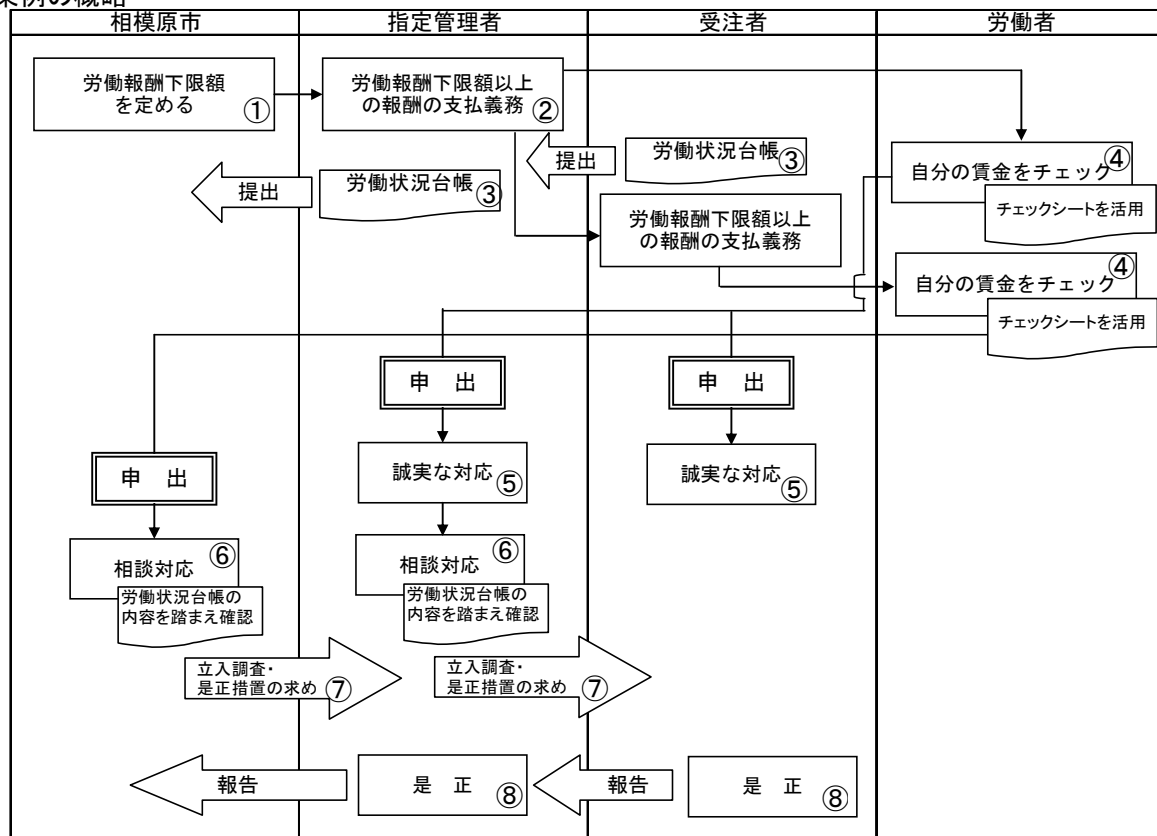 条例の概略
相模原市
指定管理者
受注者
労働者
労働報酬下限額
を定める
①
労働報酬下限額以上
の報酬の支払義務
②
提出
労働状況台帳
③
自分の賃金をチェック
④
チェックシートを活用
提出
労働状況台帳
③
労働報酬下限額以上
の報酬の支払義務
自分の賃金をチェック
④
チェックシートを活用
申 出
申 出
誠実な対応
⑤
誠実な対応
⑤
申 出
相談対応
⑥
労働状況台帳の
内容を踏まえ確認
相談対応
⑥
労働状況台帳の
内容を踏まえ確認
立入調査・
是正措置の求め
⑦
立入調査・
是正措置の求め
⑦
報告
是 正
⑧
報告
是 正
⑧